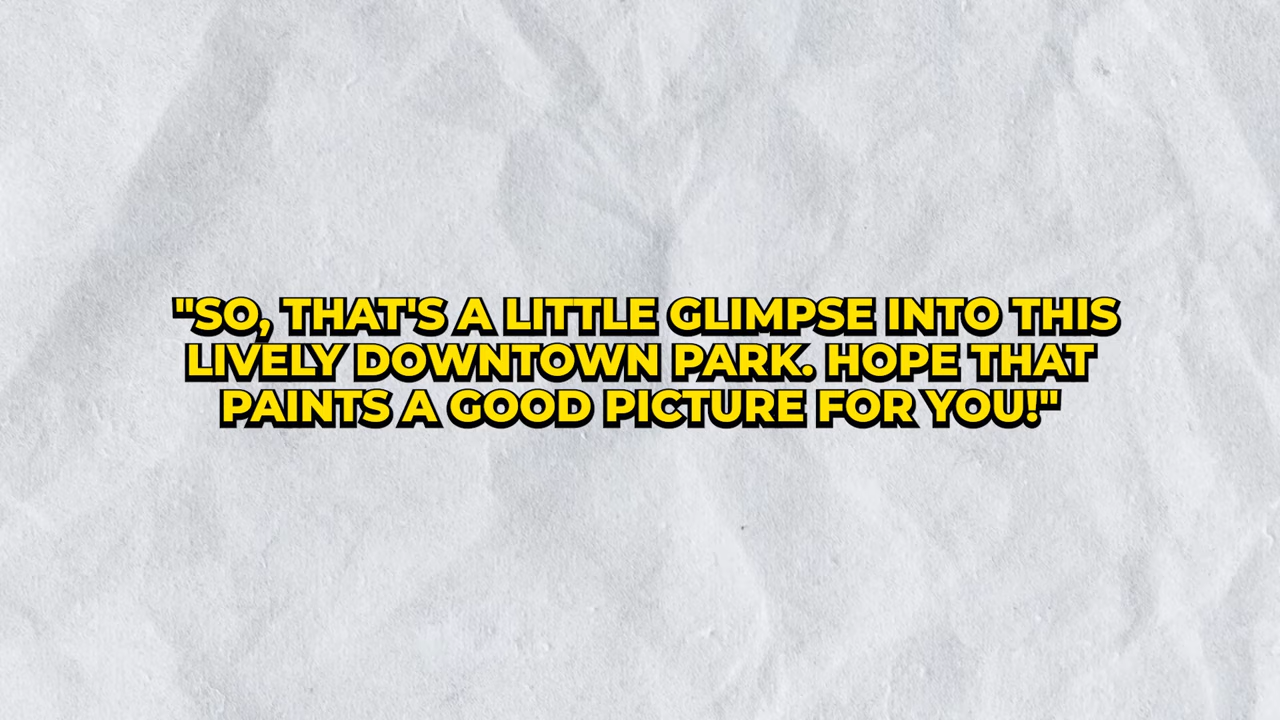 "SO, THAT'S A LITTLE GLIMPSE INTO THIS
LIVELY DOWNTOWN PARK. HOPE THAT
PAINTS A GOOD PICTURE FOR YOU!"